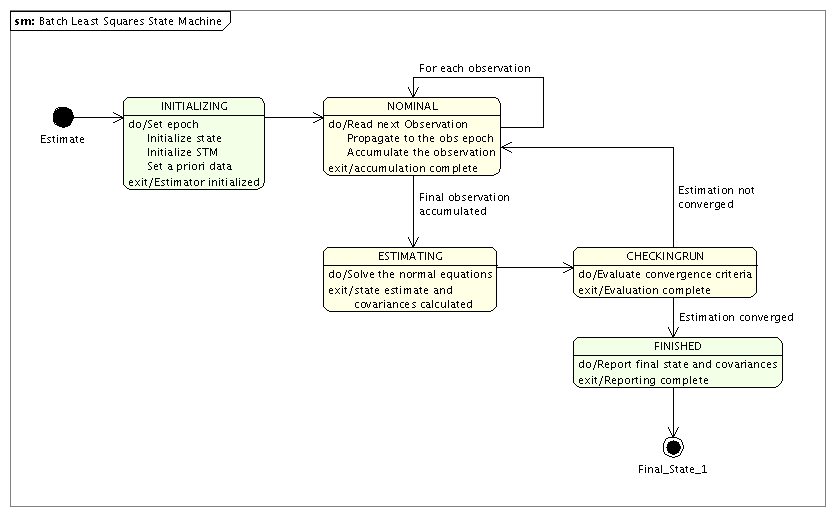 sm: Batch Least Squares State Machine
For each observation
Estimate
INITIALIZING
do/Set epoch
Initialize state
Initialize STM
Set a priori data
exit/Estimator initialized
NOMINAL
do/Read next Observation
Propagate to the obs epoch
Accumulate the observation
exit/accumulation complete
Final observation
accumulated
Estimation not
converged
ESTIMATING
do/Solve the normal equations
exit/state estimate and
covariances calculated
CHECKINGRUN
do/Evaluate convergence criteria
exit/Evaluation complete
Estimation converged
FINISHED
do/Report final state and covariances
exit/Reporting complete
Final_State_1